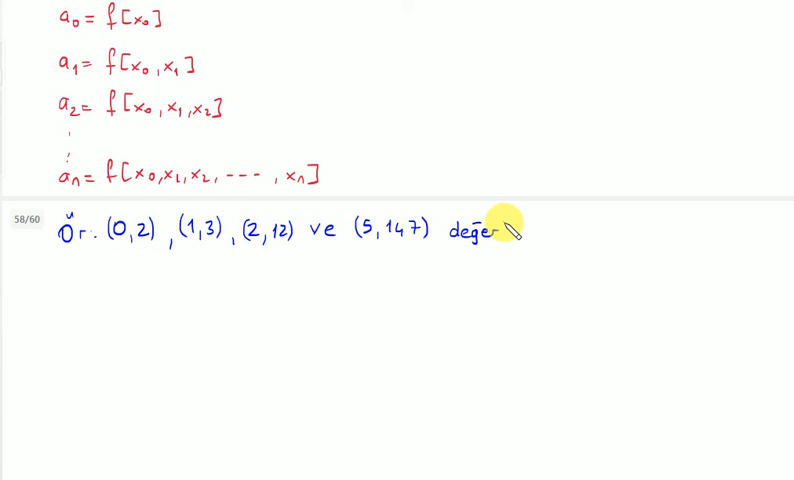 a₀ = f[x₀]
a₁ = f[x₀, x₁]
a₂ = f[x₀, x₁, x₂]
aₙ = f[x₀, x₁, x₂, ----, xₙ]
58/60
Ör: (0,2), (1,3), (2,12) ve (5,147) değer